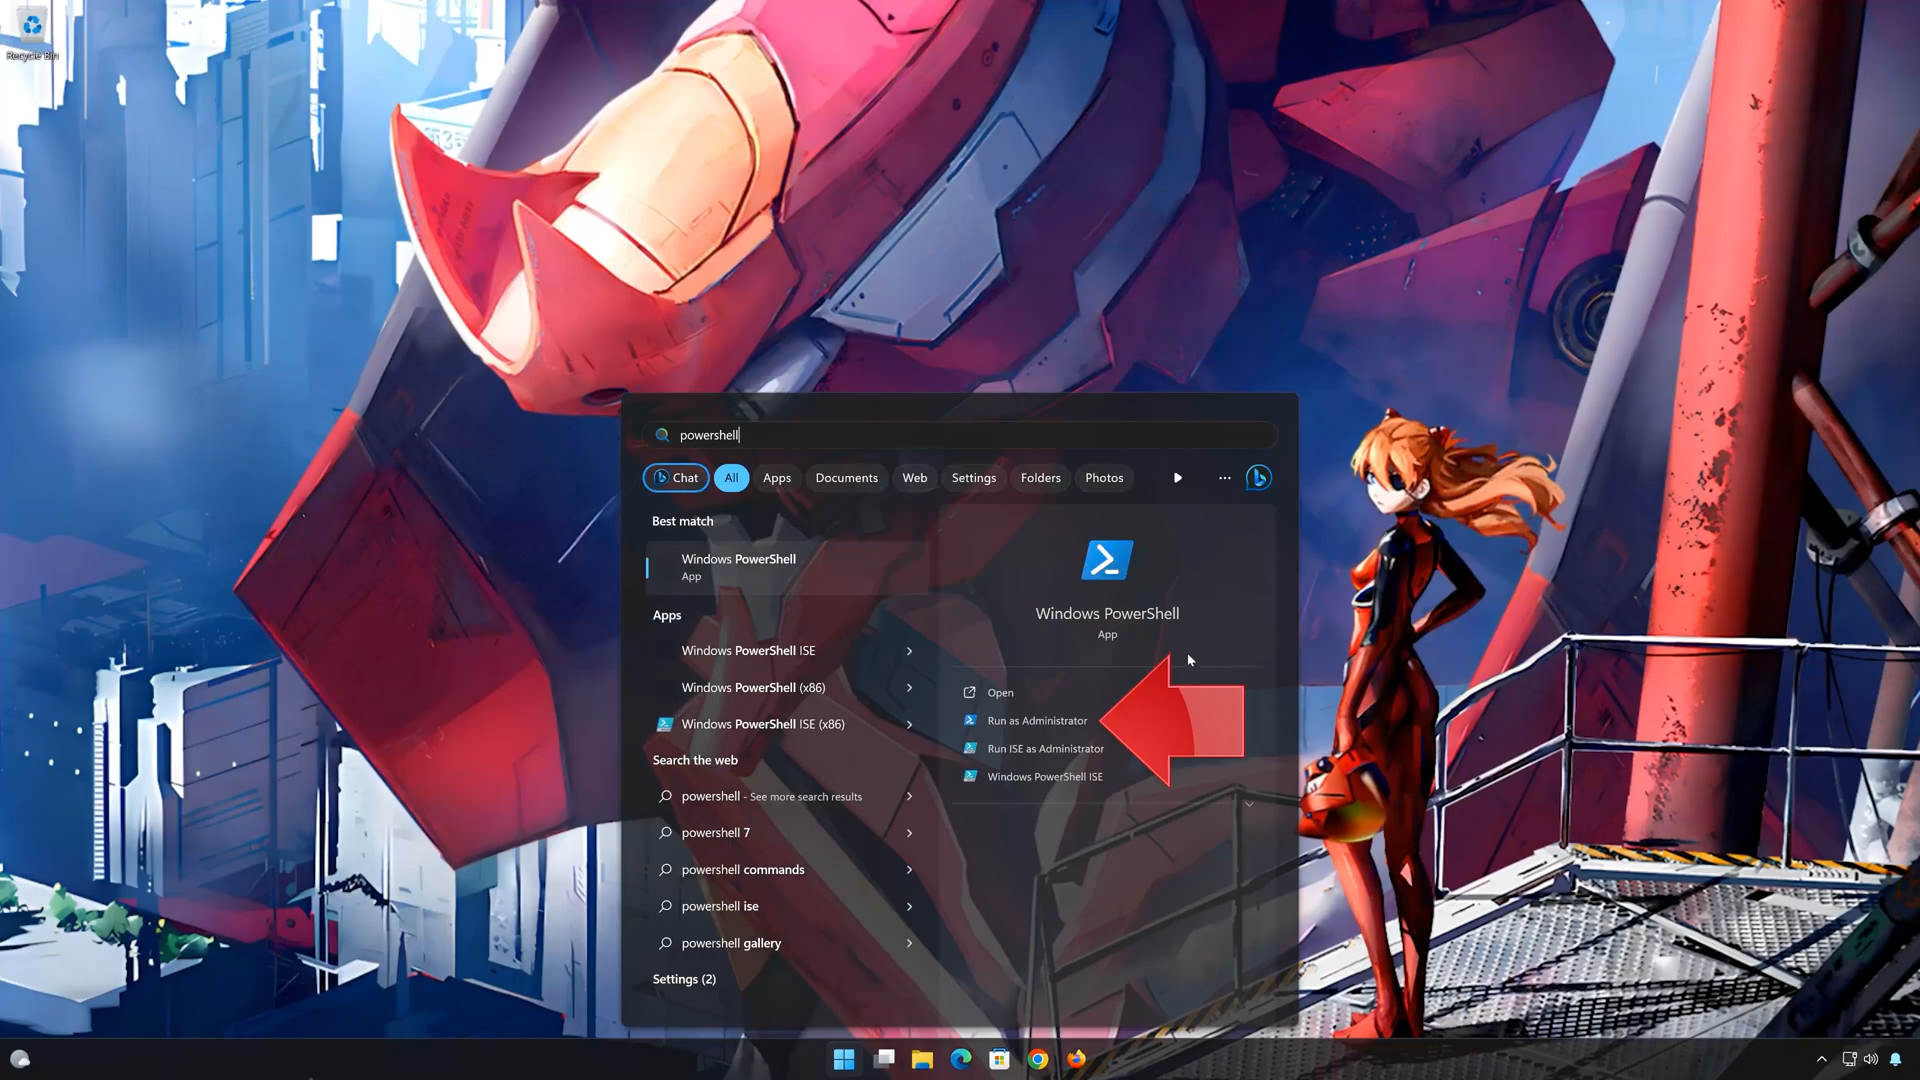 Recycle Bin
powershell
Chat All Apps Documents Web Settings Folders Photos
Best match
Windows PowerShell
App
Apps
Windows PowerShell ISE
Windows PowerShell (x86)
Windows PowerShell ISE (x86)
Search the web
powershell - See more search results
powershell 7
powershell commands
powershell ise
powershell gallery
Settings (2)
Windows PowerShell
App
Open
Run as Administrator
Run ISE as Administrator
Windows PowerShell ISE